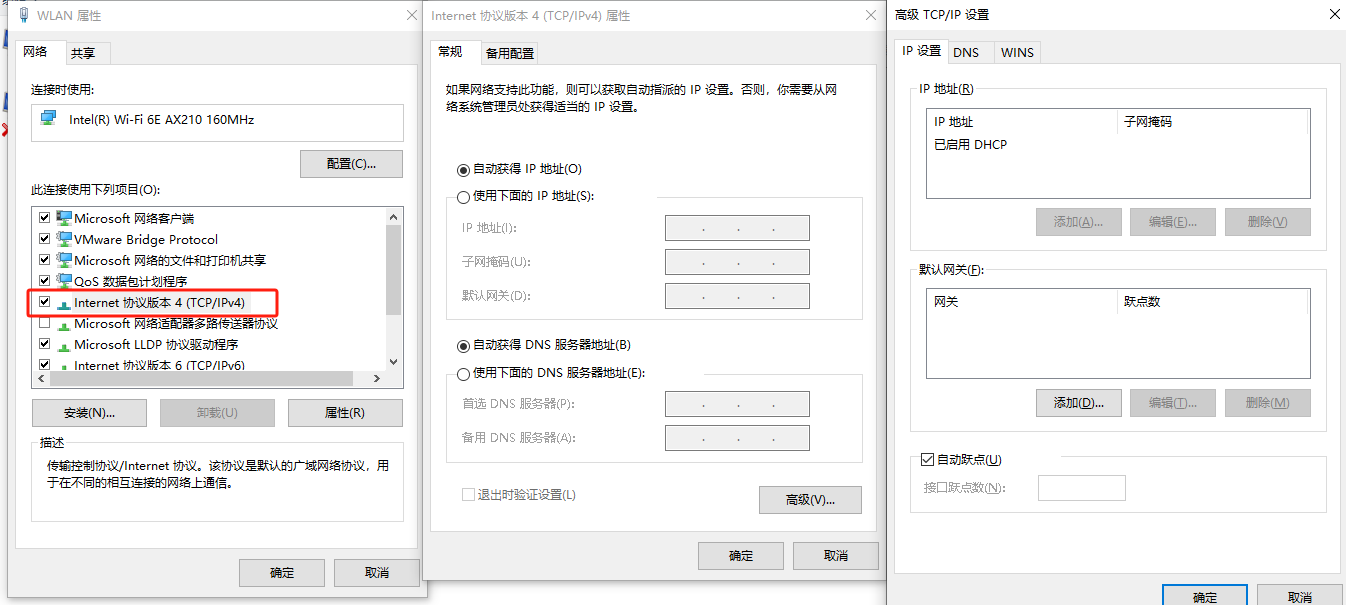 WLAN 属性
网络
共享
连接时使用:
Intel(R) Wi-Fi 6E AX210 160MHz
配置(C)...
此连接使用下列项目(O):
Microsoft 网络客户端
VMware Bridge Protocol
Microsoft 网络的文件和打印机共享
QoS 数据包计划程序
Internet 协议版本 4 (TCP/IPv4)
Microsoft 网络适配器多路传送器协议
Microsoft LLDP 协议驱动程序
Internet 协议版本 6 (TCP/IPv6)
安装(N)...
卸载(U)
属性(R)
描述
传输控制协议/Internet 协议。该协议是默认的广域网络协议，用
于在不同的相互连接的网络上通信。
确定
取消
Internet 协议版本 4 (TCP/IPv4) 属性
常规
备用配置
如果网络支持此功能，则可以获取自动指派的 IP 设置。否则，你需要从网
络系统管理员处获得适当的 IP 设置。
自动获得 IP 地址(O)
使用下面的 IP 地址(S):
IP 地址(I):
子网掩码(U):
默认网关(D):
自动获得 DNS 服务器地址(B)
使用下面的 DNS 服务器地址(E):
首选 DNS 服务器(P):
备用 DNS 服务器(A):
退出时验证设置(L)
高级(V)...
确定
取消
高级 TCP/IP 设置
IP 设置
DNS
WINS
IP 地址(R)
IP 地址
子网掩码
已启用 DHCP
添加(A)...
编辑(E)...
删除(V)
默认网关(F):
网关
跃点数
添加(D)...
编辑(T)...
删除(M)
自动跃点(U)
接口跃点数(N):
确定
取消